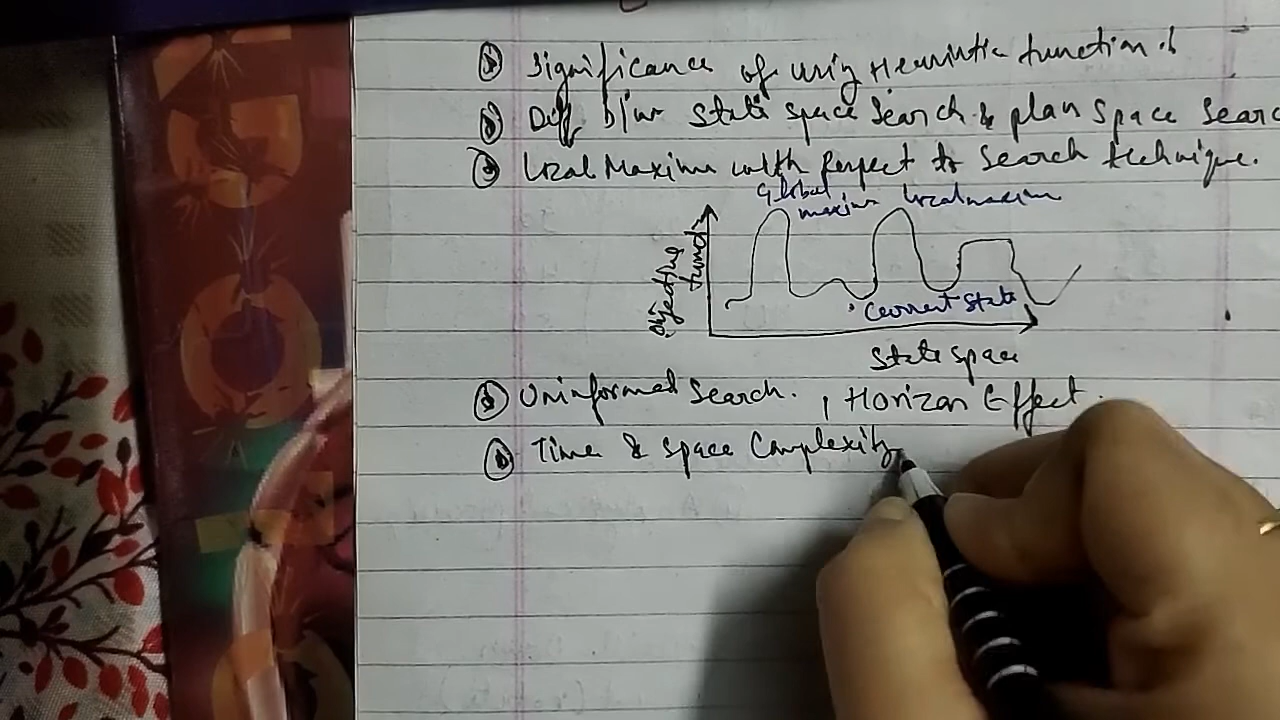 Significance of using Heuristic function.
Diff b/w State space Search & plan Space Searc
Local Maxima with Respect to Search technique.
Global maxima Local maxima
Objective funct
Current State
State space
Uninformed Search. , Horizon Effect.
Time & Space Complexity